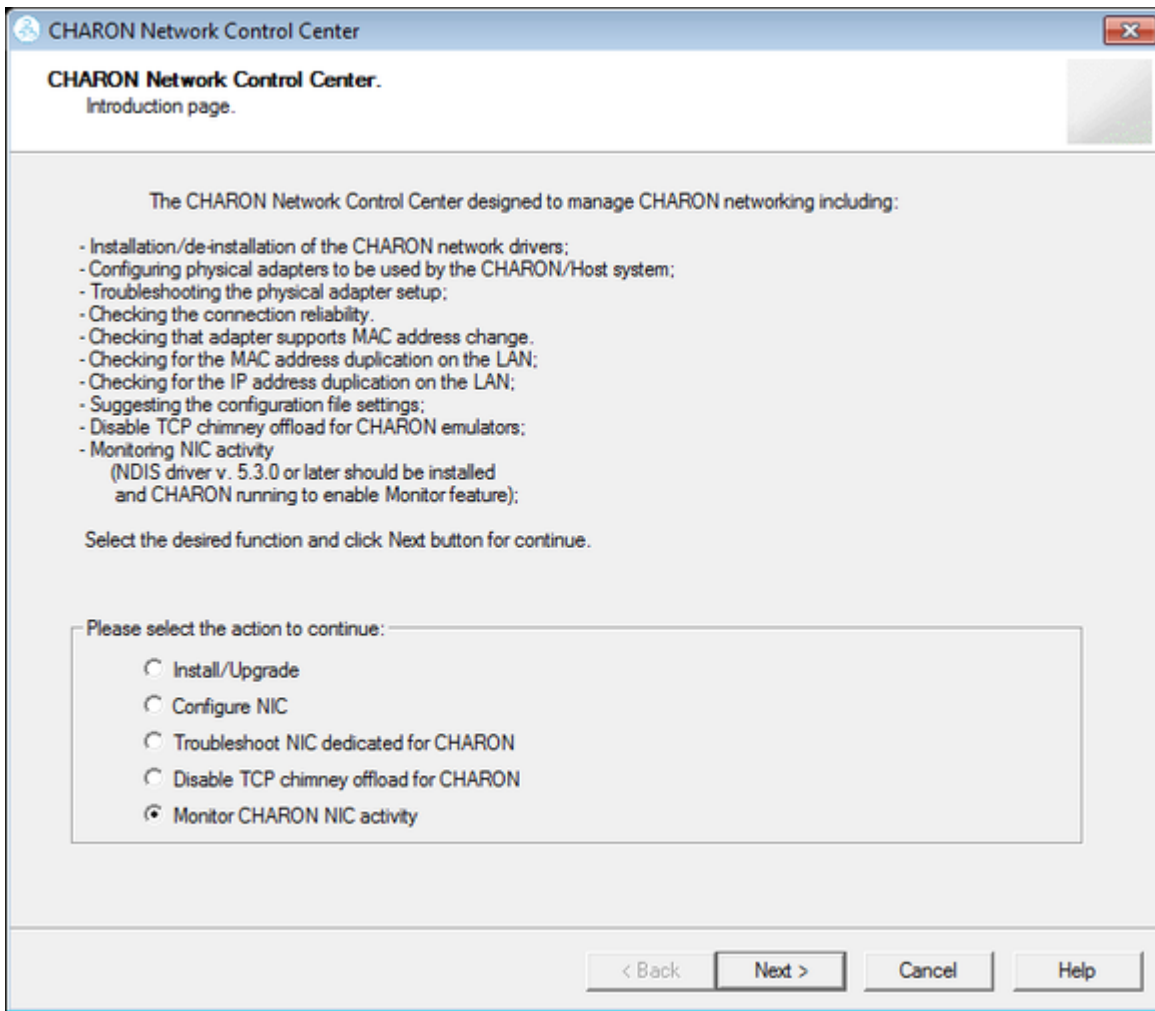 CHARON Network Control Center
CHARON Network Control Center.
Introduction page.
The CHARON Network Control Center designed to manage CHARON networking including:
- Installation/de-installation of the CHARON network drivers;
- Configuring physical adapters to be used by the CHARON/Host system;
- Troubleshooting the physical adapter setup;
- Checking the connection reliability.
- Checking that adapter supports MAC address change.
- Checking for the MAC address duplication on the LAN;
- Checking for the IP address duplication on the LAN;
- Suggesting the configuration file settings;
- Disable TCP chimney offload for CHARON emulators;
- Monitoring NIC activity
(NDIS driver v. 5.3.0 or later should be installed
and CHARON running to enable Monitor feature);
Select the desired function and click Next button for continue.
Please select the action to continue:
Install/Upgrade
Configure NIC
Troubleshoot NIC dedicated for CHARON
Disable TCP chimney offload for CHARON
Monitor CHARON NIC activity
< Back Next > Cancel Help